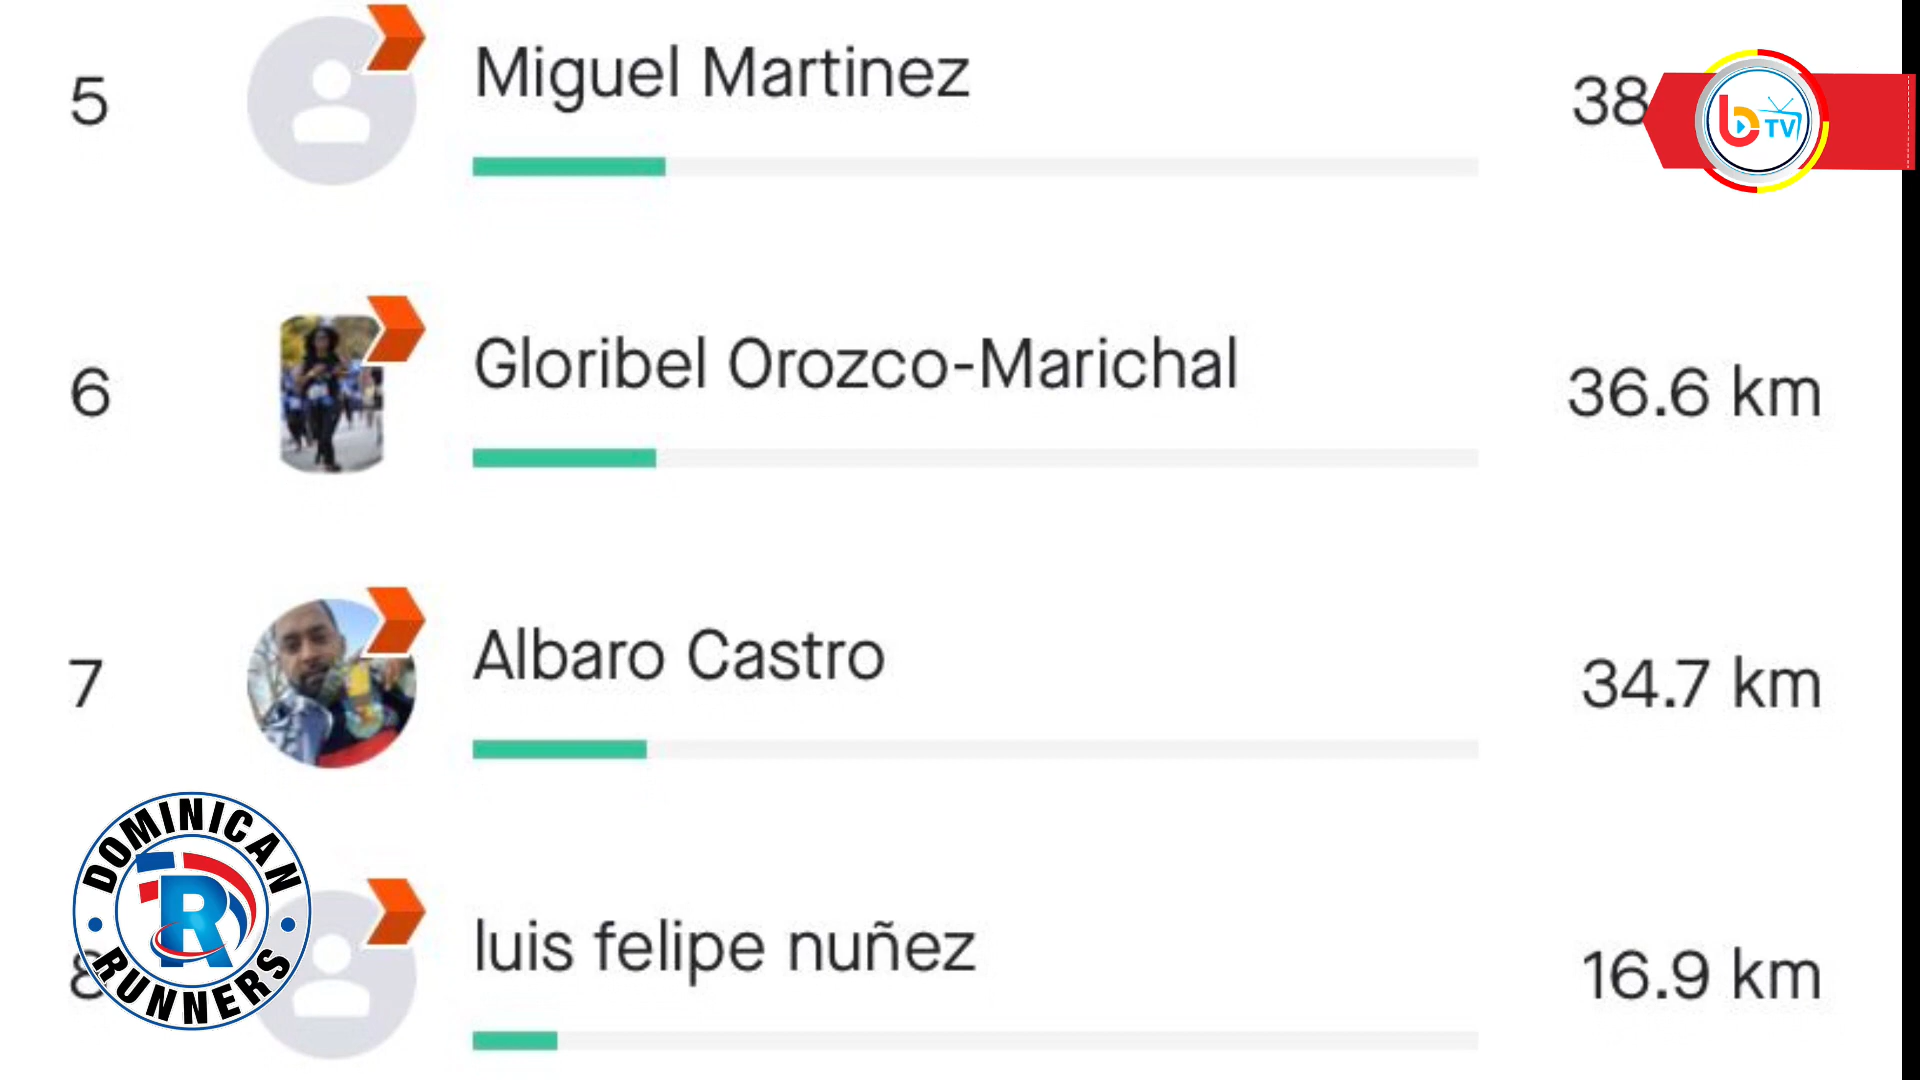 5
Miguel Martinez
38
b TV
6
Gloribel Orozco-Marichal
36.6 km
7
Albaro Castro
34.7 km
DOMINICAN
R
RUNNERS
8
luis felipe nuñez
16.9 km